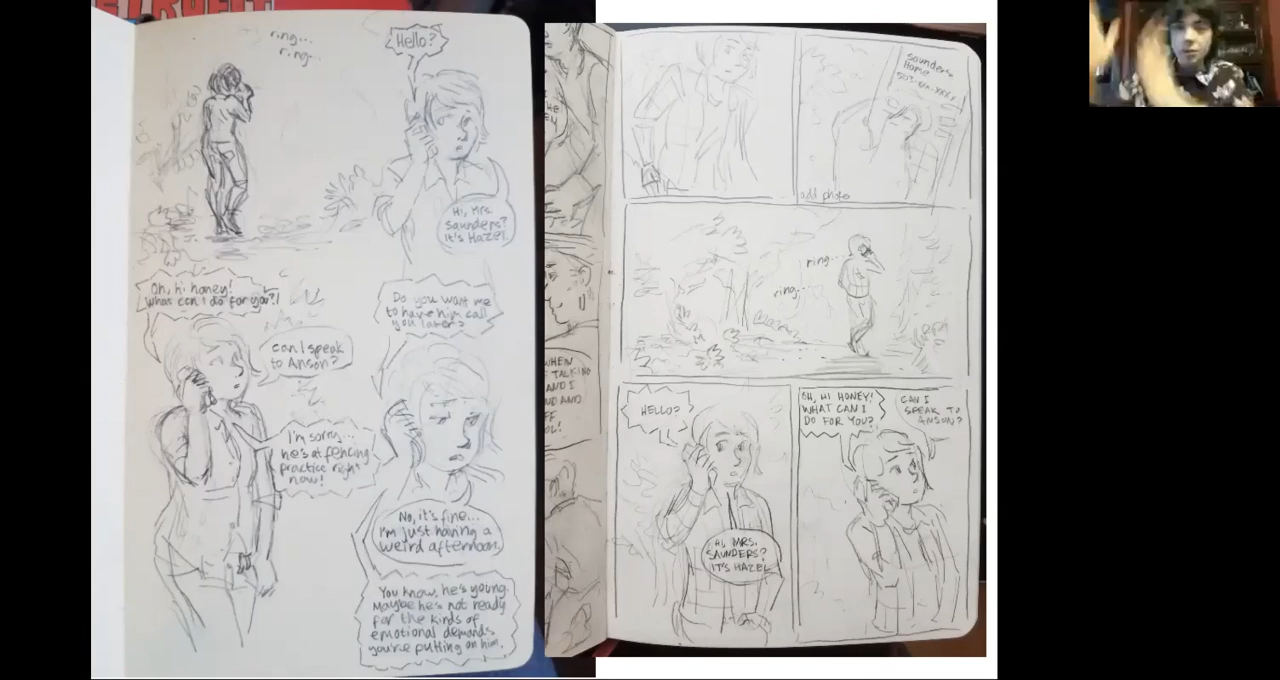 ring...
ring...
Hello?
Hi, Mrs.
Saunders?
It's Hazel.
Oh, hi honey!
What can I do for you?!
can I speak
to Anson?
Do you want me
to have him call
you later?
I'm sorry...
he's at fencing
practice right
now!
No, it's fine...
I'm just having a
weird afternoon.
You know, he's young.
Maybe he's not ready
for the kinds of
emotional demands
you're putting on him.
WHEN
TALKING
AND I
AND
Saunders
Home
add photo
ring...
ring...
HELLO?
HI, MRS.
SAUNDERS?
IT'S HAZEL
OH, HI HONEY!
WHAT CAN I
DO FOR YOU?
CAN I
SPEAK TO
ANSON?